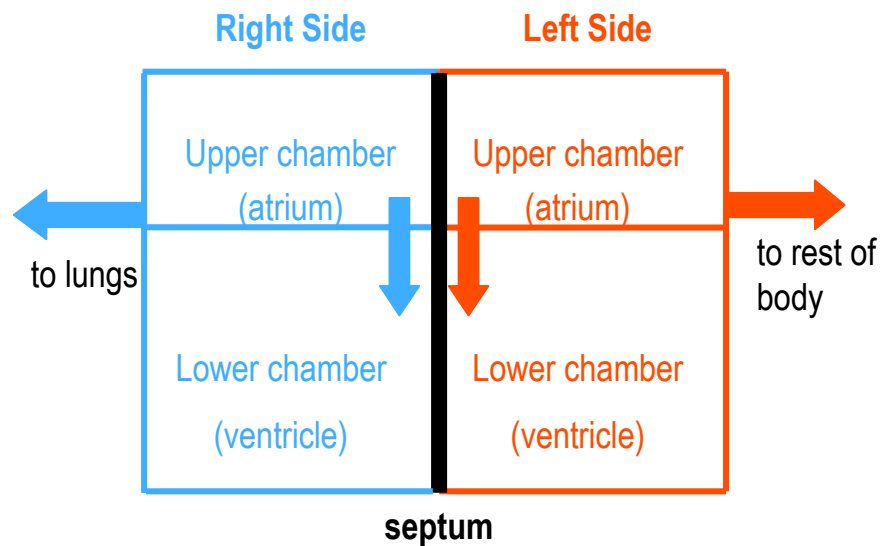 Right Side
Left Side
Upper chamber
(atrium)
Upper chamber
(atrium)
to lungs
to rest of
body
Lower chamber
(ventricle)
Lower chamber
(ventricle)
septum